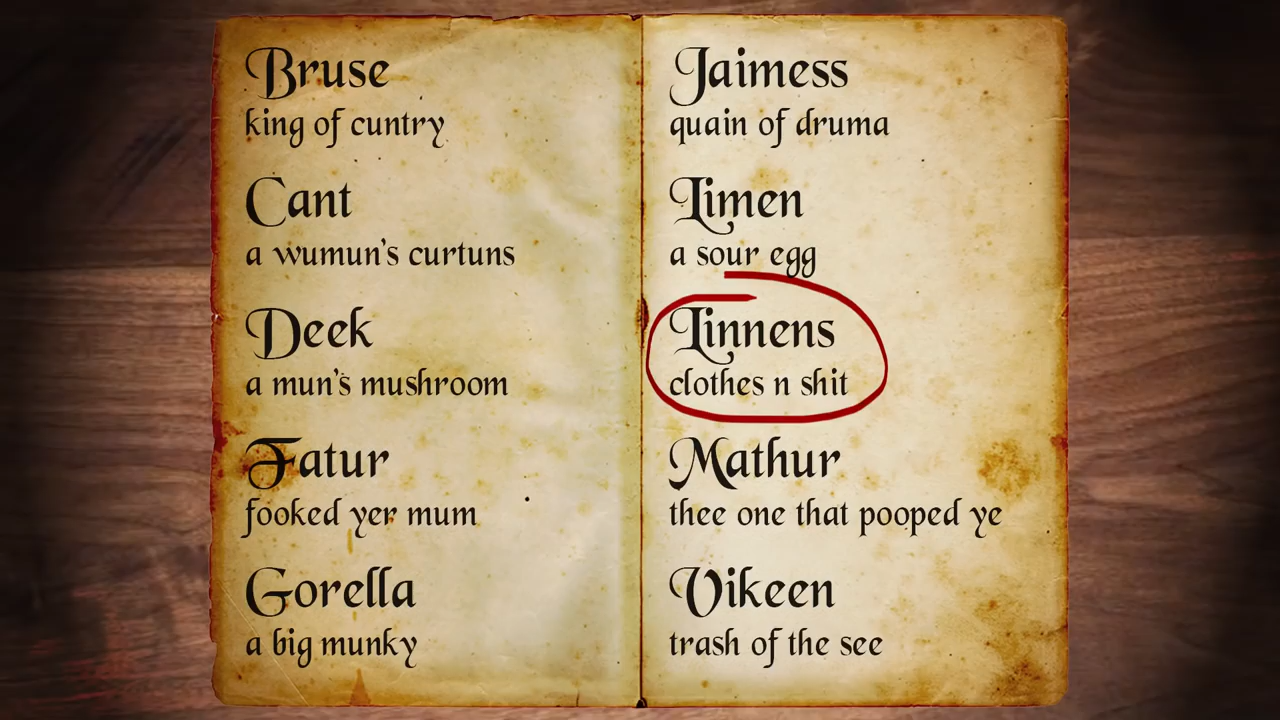 Bruse
king of cuntry
Cant
a wumun's curtuns
Deek
a mun's mushroom
Fatur
fooked yer mum
Gorella
a big munky
Jaimess
quain of druma
Limen
a sour egg
Linnens
clothes n shit
Mathur
thee one that pooped ye
Vikeen
trash of the see